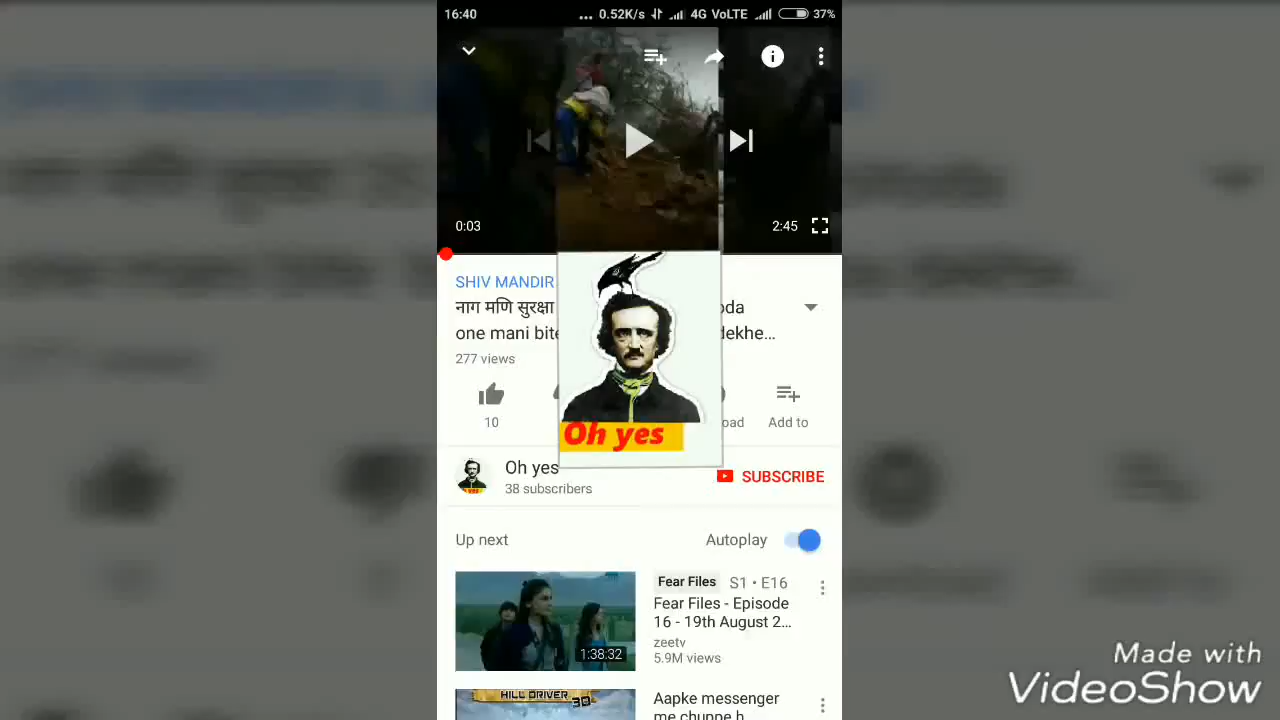 16:40
... 0.52K/s 4G VoLTE 37%
0:03
2:45
SHIV MANDIR
नाग मणि सुरक्षा oda
one mani bite dekhe...
277 views
10
oad
Add to
Oh yes
Oh yes
38 subscribers
SUBSCRIBE
Up next
Autoplay
Fear Files S1 • E16
Fear Files - Episode
16 - 19th August 2...
zeetv
5.9M views
1:38:32
HILL DRIVER
3D
Aapke messenger
me chuppe h
Made with
VideoShow